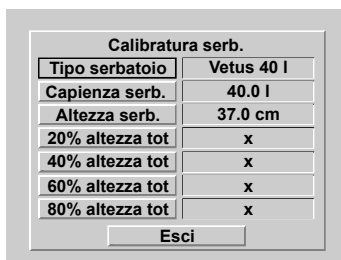 Calibratura serb.
Tipo serbatoio Vetus 40 l
Capienza serb. 40.0 l
Altezza serb. 37.0 cm
20% altezza tot x
40% altezza tot x
60% altezza tot x
80% altezza tot x
Esci